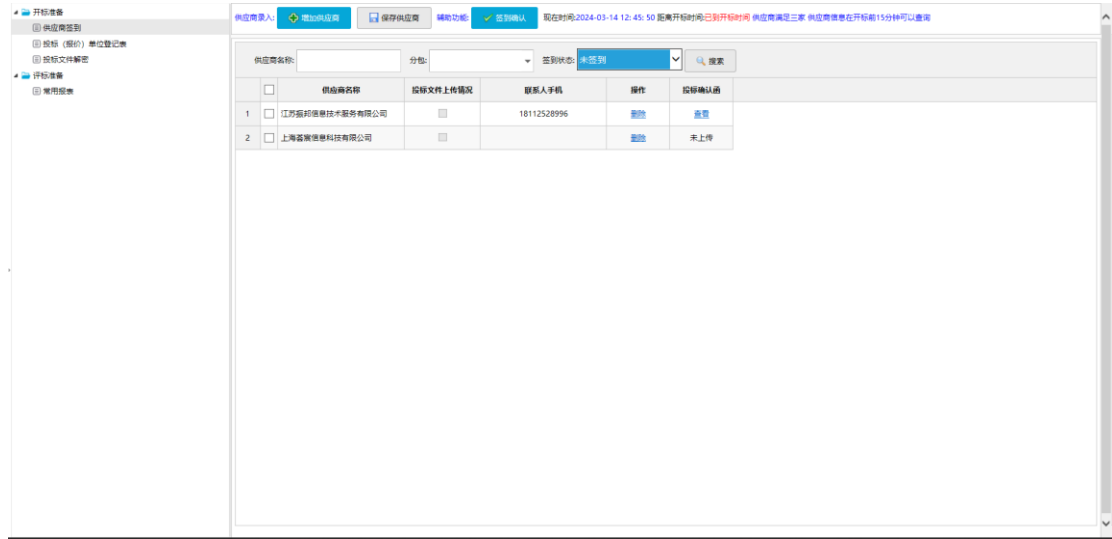 开标准备
供应商签到
投标（报价）单位登记表
投标文件解密
评标准备
常用报表
供应商录入: 增加供应商 保存供应商 辅助功能: 签到确认 现在时间:2024-03-14 12: 45: 50 距离开标时间:已到开标时间 供应商满足三家 供应商信息在开标前15分钟可以查询
供应商名称: 分包: 签到状态: 未签到 搜索
供应商名称 投标文件上传情况 联系人手机 操作 投标确认函
1 江苏振邦信息技术服务有限公司 18112528996 删除 查看
2 上海荟宸信息科技有限公司 删除 未上传